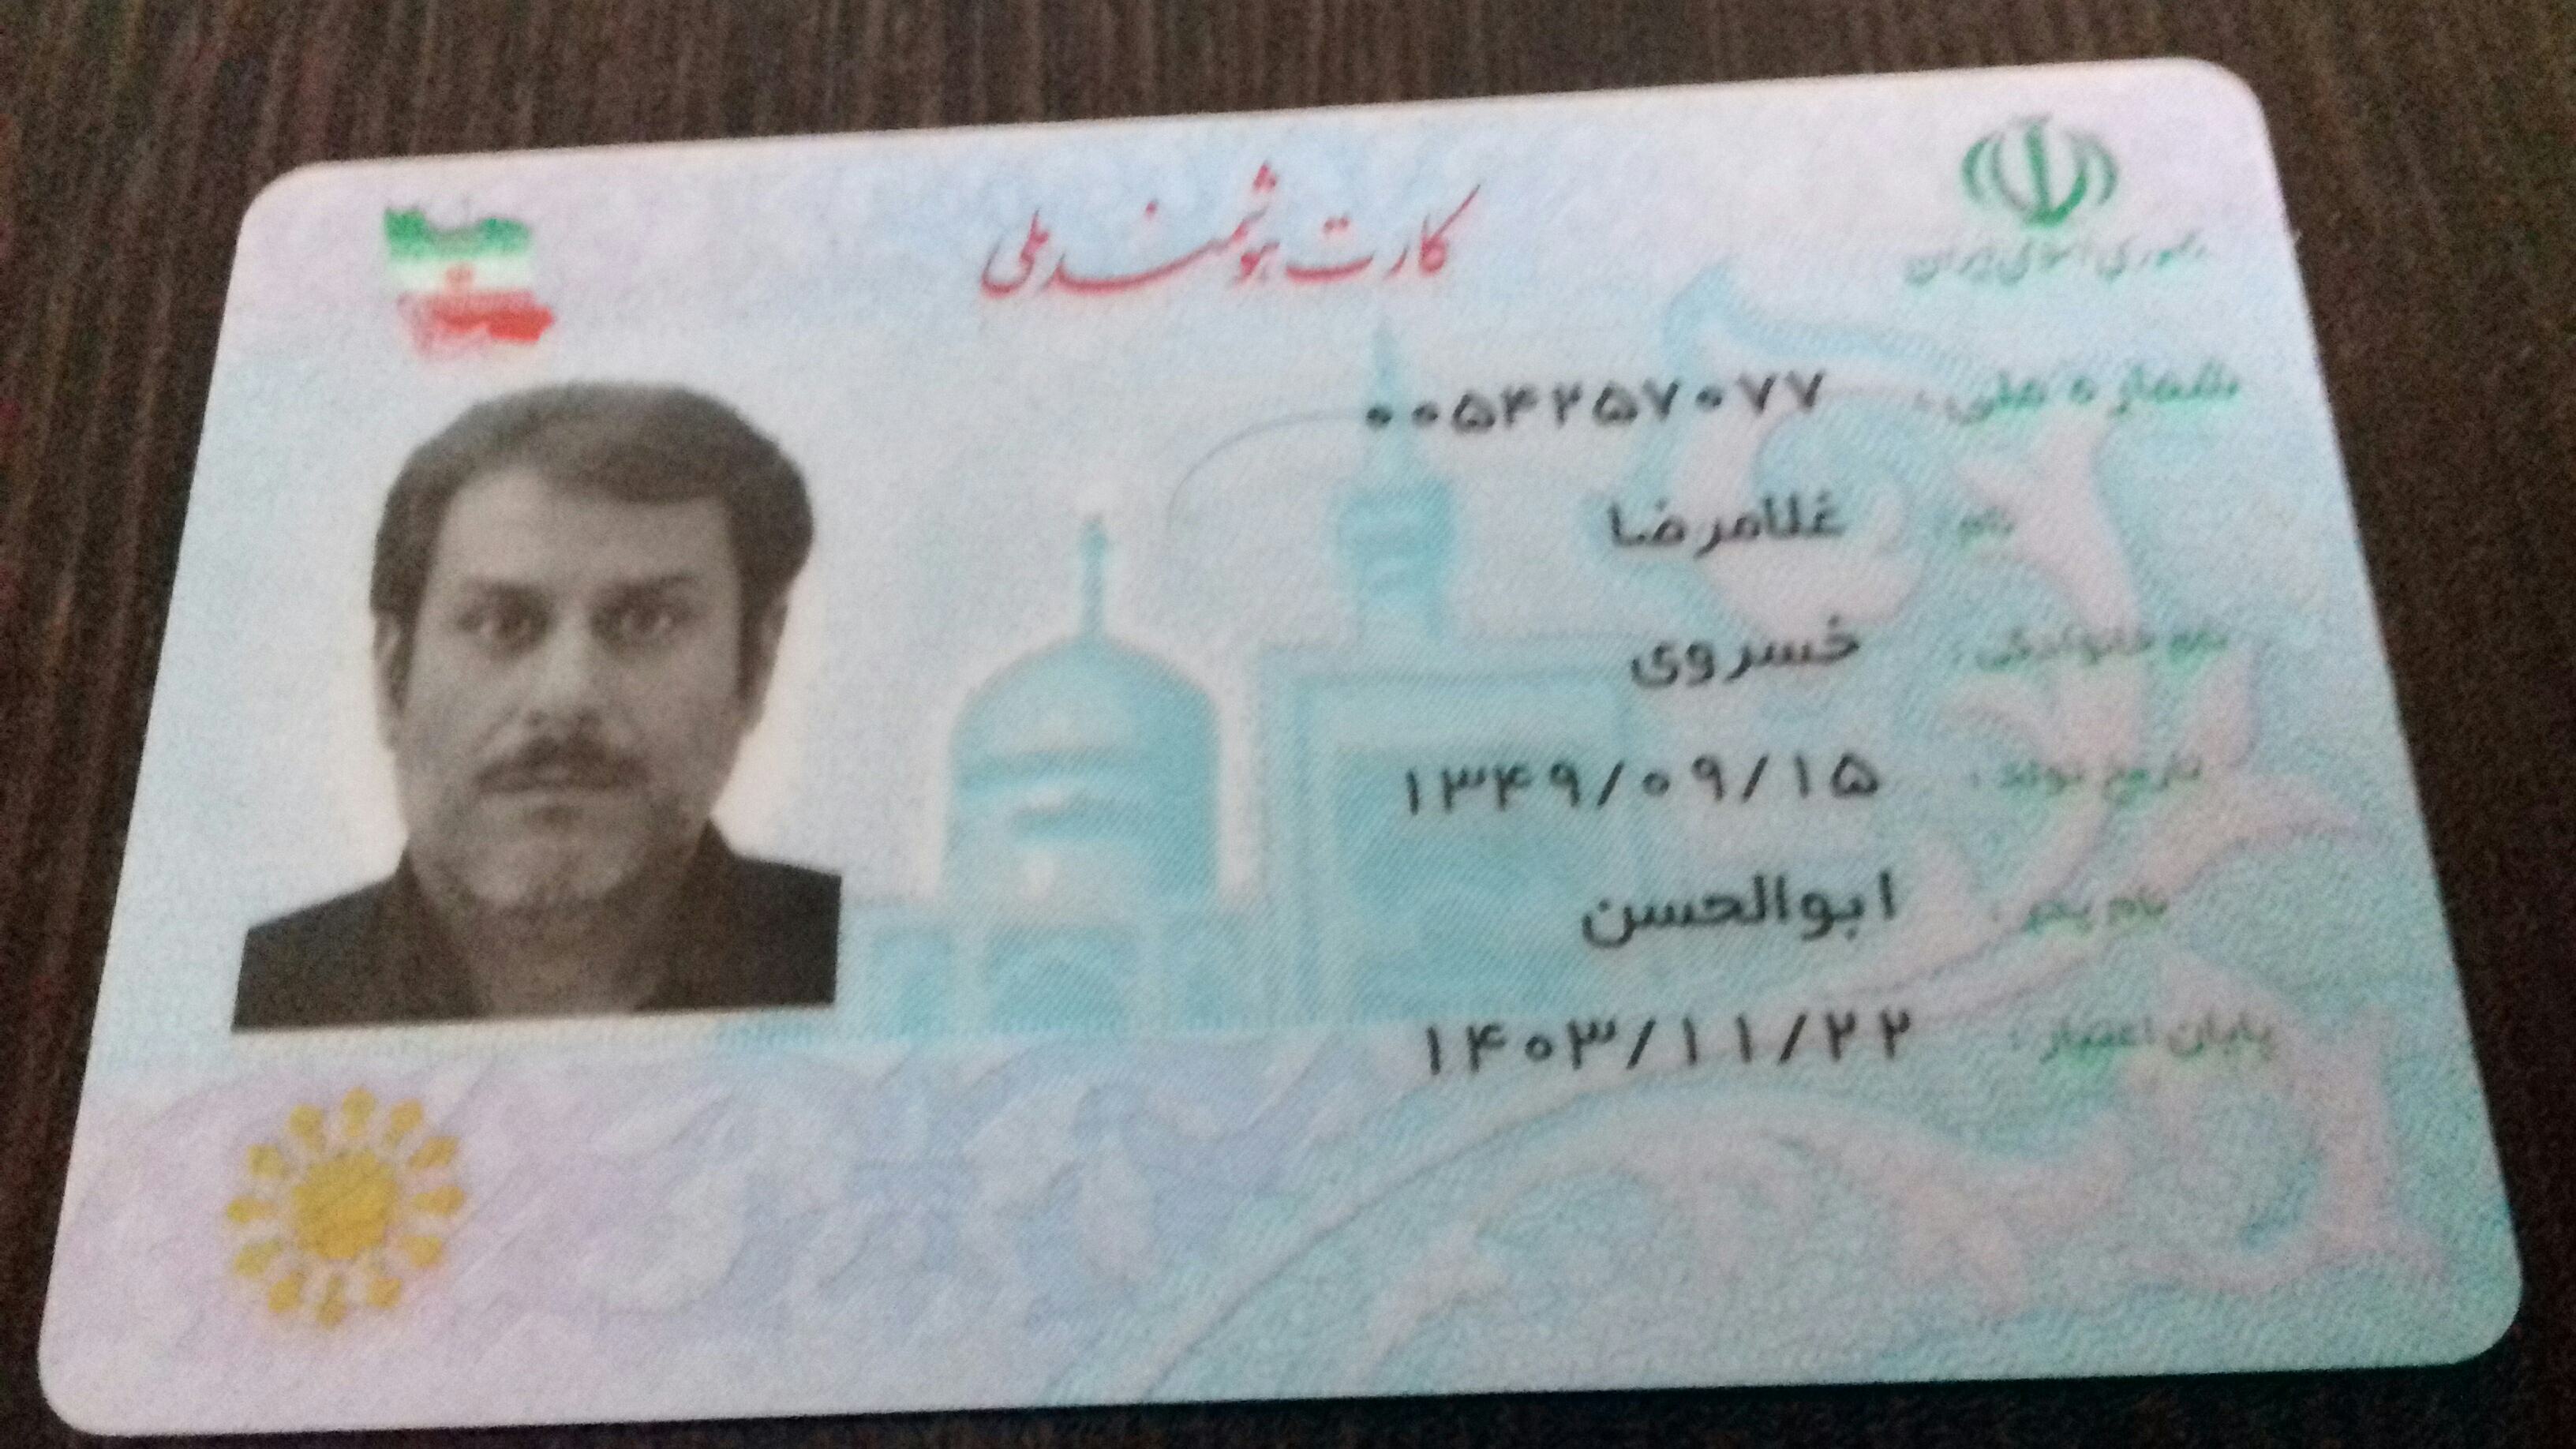 جمهوری اسلامی ایران
کارت هوشمند ملی
شماره ملی : ۰۰۵۴۲۵۷۰۷۷
نام : غلامرضا
نام خانوادگی : خسروی
تاریخ تولد : ۱۳۴۹/۰۹/۱۵
نام پدر : ابوالحسن
پایان اعتبار : ۱۴۰۳/۱۱/۲۲